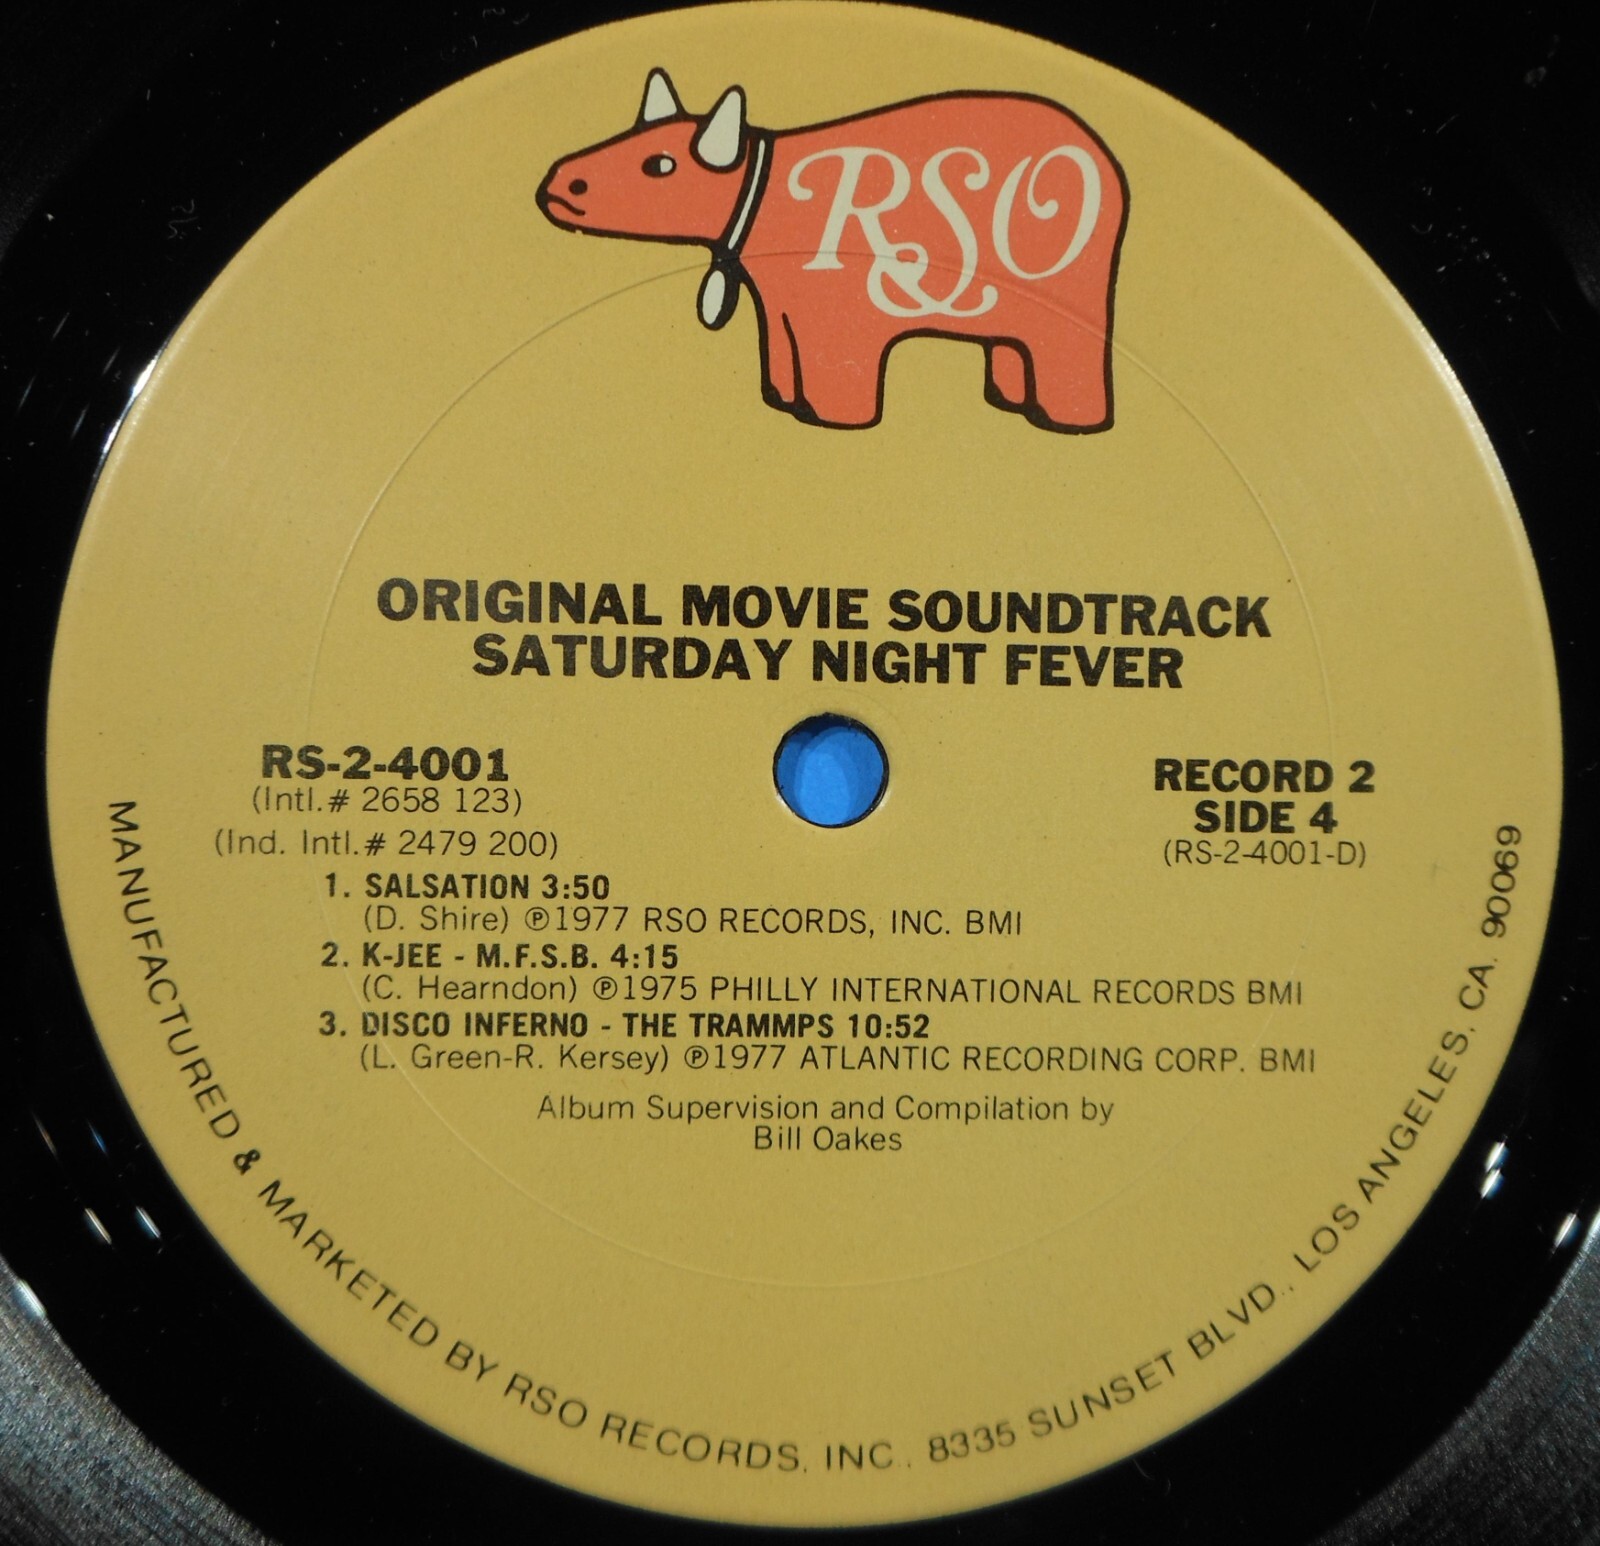 RSO
ORIGINAL MOVIE SOUNDTRACK
SATURDAY NIGHT FEVER
RS-2-4001
(Intl.# 2658 123)
(Ind. Intl.# 2479 200)
RECORD 2
SIDE 4
(RS-2-4001-D)
1. SALSATION 3:50
(D. Shire) ℗1977 RSO RECORDS, INC. BMI
2. K-JEE - M.F.S.B. 4:15
(C. Hearndon) ℗1975 PHILLY INTERNATIONAL RECORDS BMI
3. DISCO INFERNO - THE TRAMMPS 10:52
(L. Green-R. Kersey) ℗1977 ATLANTIC RECORDING CORP. BMI
Album Supervision and Compilation by
Bill Oakes
MANUFACTURED & MARKETED BY RSO RECORDS, INC., 8335 SUNSET BLVD., LOS ANGELES, CA. 90069